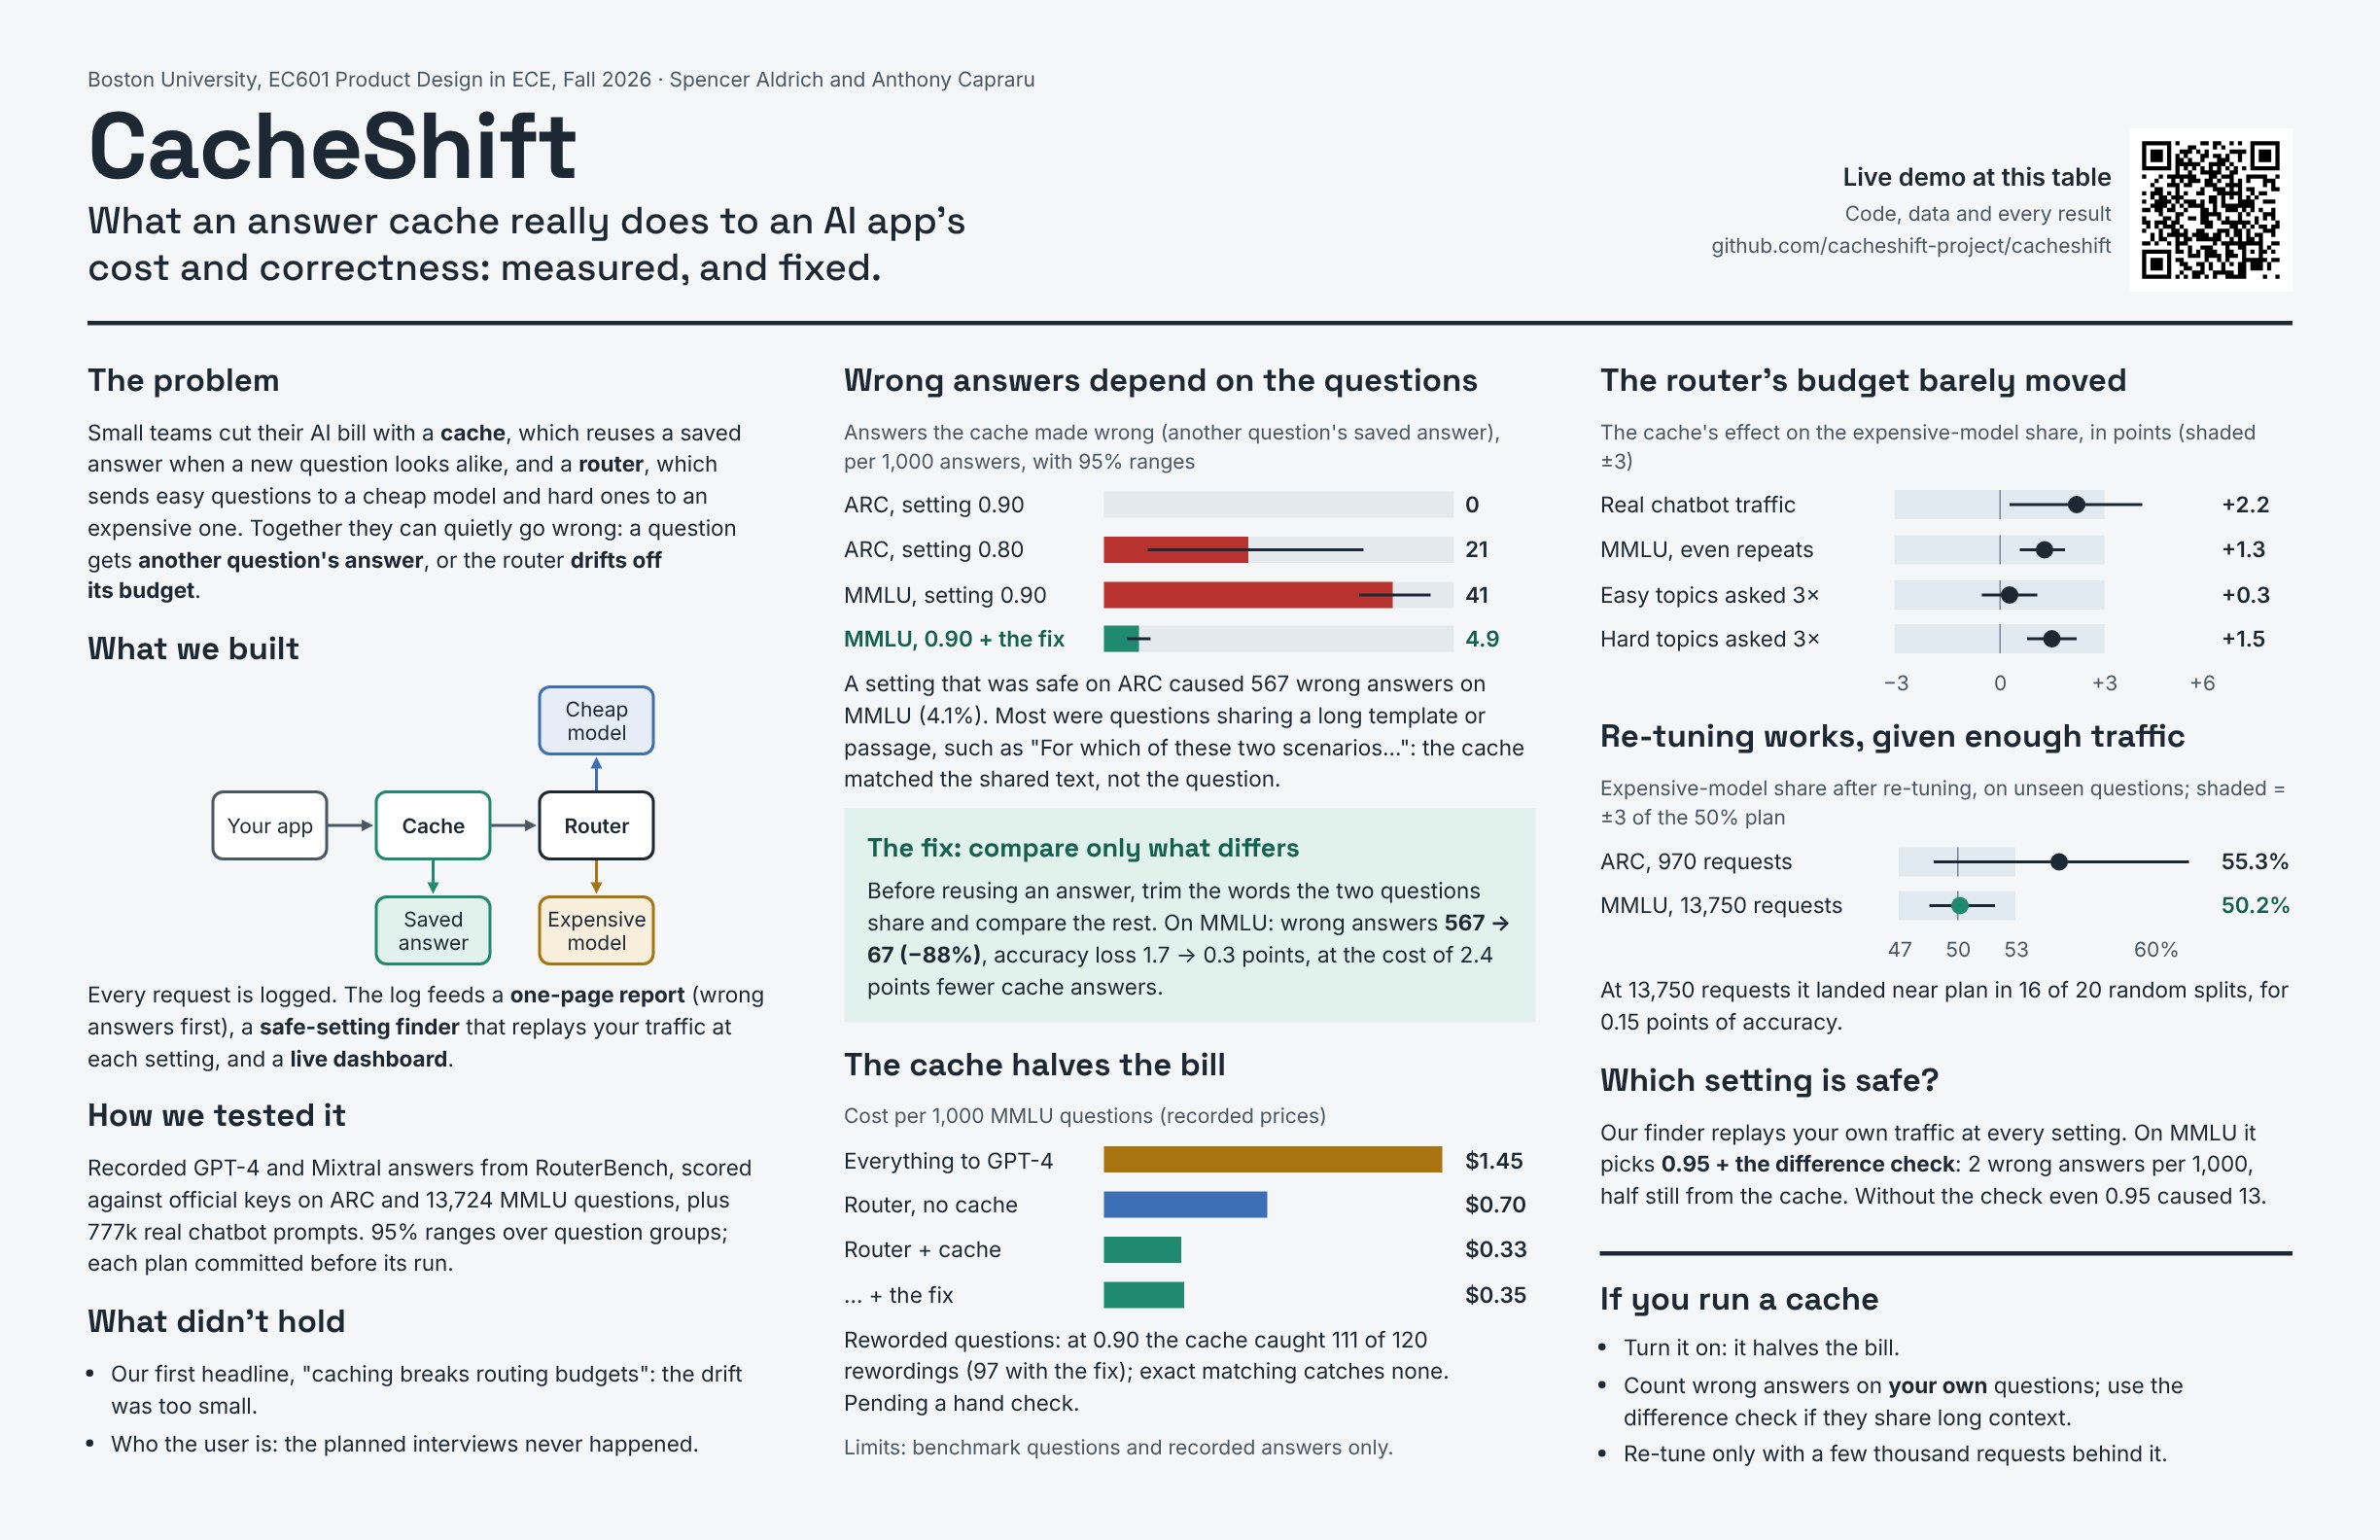 Boston University, EC601 Product Design in ECE, Fall 2026 · Spencer Aldrich and Anthony Capraru
CacheShift
What an answer cache really does to an AI app's
cost and correctness: measured, and fixed.
Live demo at this table
Code, data and every result
github.com/cacheshift-project/cacheshift
The problem
Small teams cut their AI bill with a cache, which reuses a saved
answer when a new question looks alike, and a router, which
sends easy questions to a cheap model and hard ones to an
expensive one. Together they can quietly go wrong: a question
gets another question's answer, or the router drifts off
its budget.
What we built
Cheap
model
Your app
Cache
Router
Saved
answer
Expensive
model
Every request is logged. The log feeds a one-page report (wrong
answers first), a safe-setting finder that replays your traffic at
each setting, and a live dashboard.
How we tested it
Recorded GPT-4 and Mixtral answers from RouterBench, scored
against official keys on ARC and 13,724 MMLU questions, plus
777k real chatbot prompts. 95% ranges over question groups;
each plan committed before its run.
What didn't hold
• Our first headline, "caching breaks routing budgets": the drift
was too small.
• Who the user is: the planned interviews never happened.
Wrong answers depend on the questions
Answers the cache made wrong (another question's saved answer),
per 1,000 answers, with 95% ranges
ARC, setting 0.90 0
ARC, setting 0.80 21
MMLU, setting 0.90 41
MMLU, 0.90 + the fix 4.9
A setting that was safe on ARC caused 567 wrong answers on
MMLU (4.1%). Most were questions sharing a long template or
passage, such as "For which of these two scenarios...": the cache
matched the shared text, not the question.
The fix: compare only what differs
Before reusing an answer, trim the words the two questions
share and compare the rest. On MMLU: wrong answers 567 →
67 (−88%), accuracy loss 1.7 → 0.3 points, at the cost of 2.4
points fewer cache answers.
The cache halves the bill
Cost per 1,000 MMLU questions (recorded prices)
Everything to GPT-4 $1.45
Router, no cache $0.70
Router + cache $0.33
... + the fix $0.35
Reworded questions: at 0.90 the cache caught 111 of 120
rewordings (97 with the fix); exact matching catches none.
Pending a hand check.
Limits: benchmark questions and recorded answers only.
The router's budget barely moved
The cache's effect on the expensive-model share, in points (shaded
±3)
Real chatbot traffic +2.2
MMLU, even repeats +1.3
Easy topics asked 3× +0.3
Hard topics asked 3× +1.5
−3 0 +3 +6
Re-tuning works, given enough traffic
Expensive-model share after re-tuning, on unseen questions; shaded =
±3 of the 50% plan
ARC, 970 requests 55.3%
MMLU, 13,750 requests 50.2%
47 50 53 60%
At 13,750 requests it landed near plan in 16 of 20 random splits, for
0.15 points of accuracy.
Which setting is safe?
Our finder replays your own traffic at every setting. On MMLU it
picks 0.95 + the difference check: 2 wrong answers per 1,000,
half still from the cache. Without the check even 0.95 caused 13.
If you run a cache
• Turn it on: it halves the bill.
• Count wrong answers on your own questions; use the
difference check if they share long context.
• Re-tune only with a few thousand requests behind it.